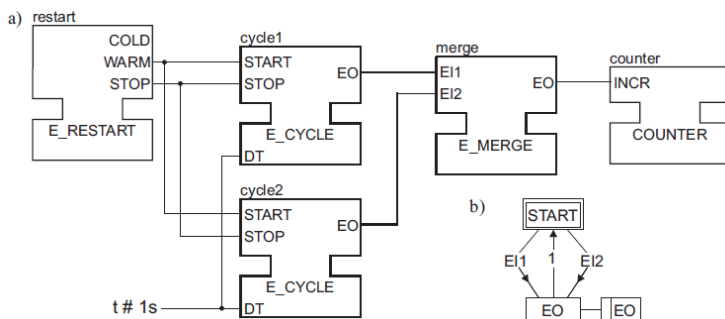 a) restart
COLD
WARM
STOP
E_RESTART
cycle1
START
STOP
EO
E_CYCLE
DT
cycle2
START
STOP
EO
E_CYCLE
DT
t # 1s
merge
EI1
EI2
EO
E_MERGE
counter
INCR
COUNTER
b)
START
EI1
1
EI2
EO
EO